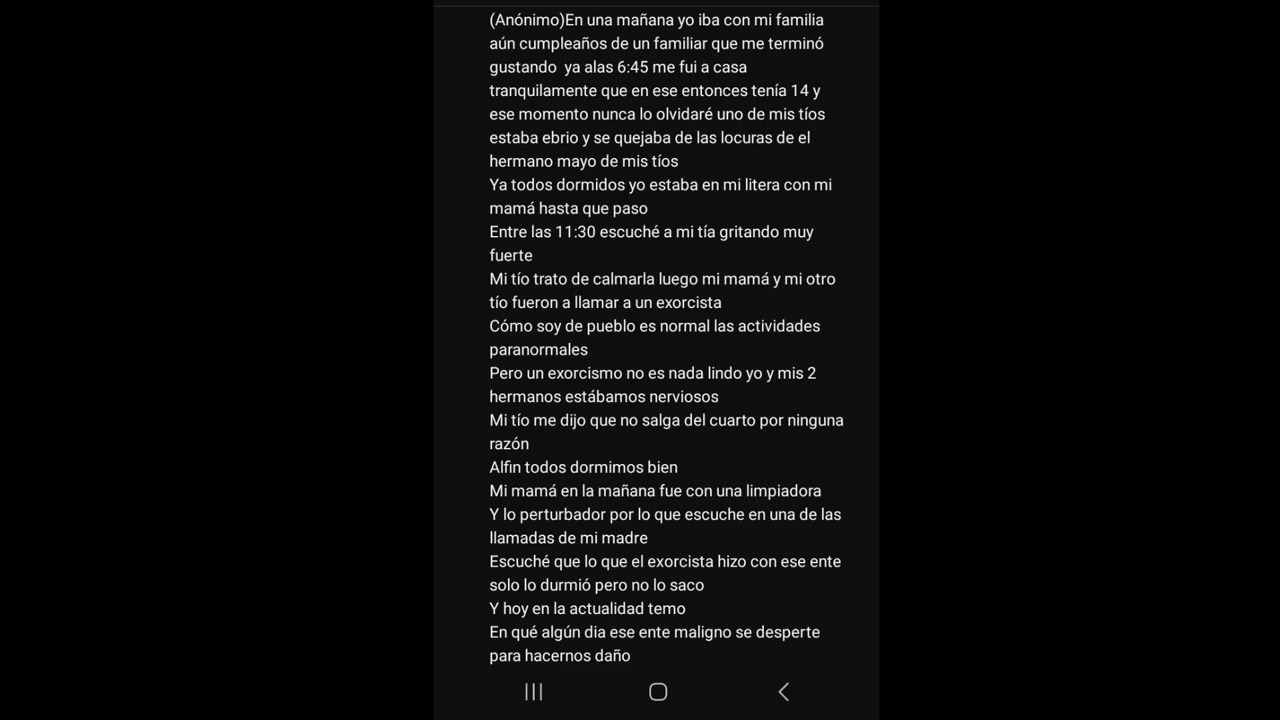 (Anónimo)En una mañana yo iba con mi familia
aún cumpleaños de un familiar que me terminó
gustando  ya alas 6:45 me fui a casa
tranquilamente que en ese entonces tenía 14 y
ese momento nunca lo olvidaré uno de mis tíos
estaba ebrio y se quejaba de las locuras de el
hermano mayo de mis tíos
Ya todos dormidos yo estaba en mi litera con mi
mamá hasta que paso
Entre las 11:30 escuché a mi tía gritando muy
fuerte
Mi tío trato de calmarla luego mi mamá y mi otro
tío fueron a llamar a un exorcista
Cómo soy de pueblo es normal las actividades
paranormales
Pero un exorcismo no es nada lindo yo y mis 2
hermanos estábamos nerviosos
Mi tío me dijo que no salga del cuarto por ninguna
razón
Alfin todos dormimos bien
Mi mamá en la mañana fue con una limpiadora
Y lo perturbador por lo que escuche en una de las
llamadas de mi madre
Escuché que lo que el exorcista hizo con ese ente
solo lo durmió pero no lo saco
Y hoy en la actualidad temo
En qué algún dia ese ente maligno se desperte
para hacernos daño